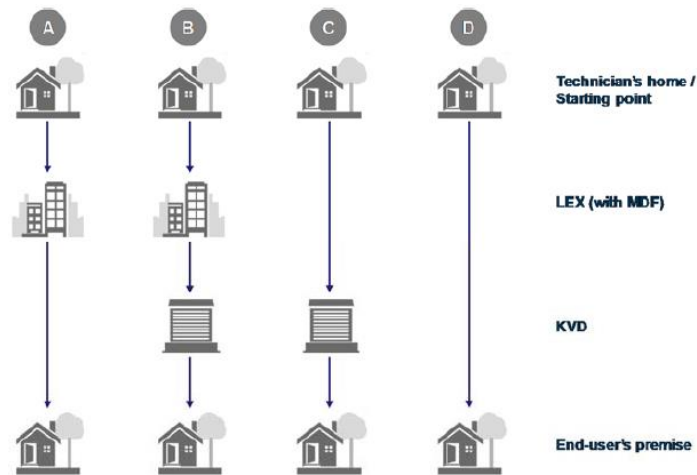 A B C D
Technician's home /
Starting point
LEX (with MDF)
KVD
End-user's premise